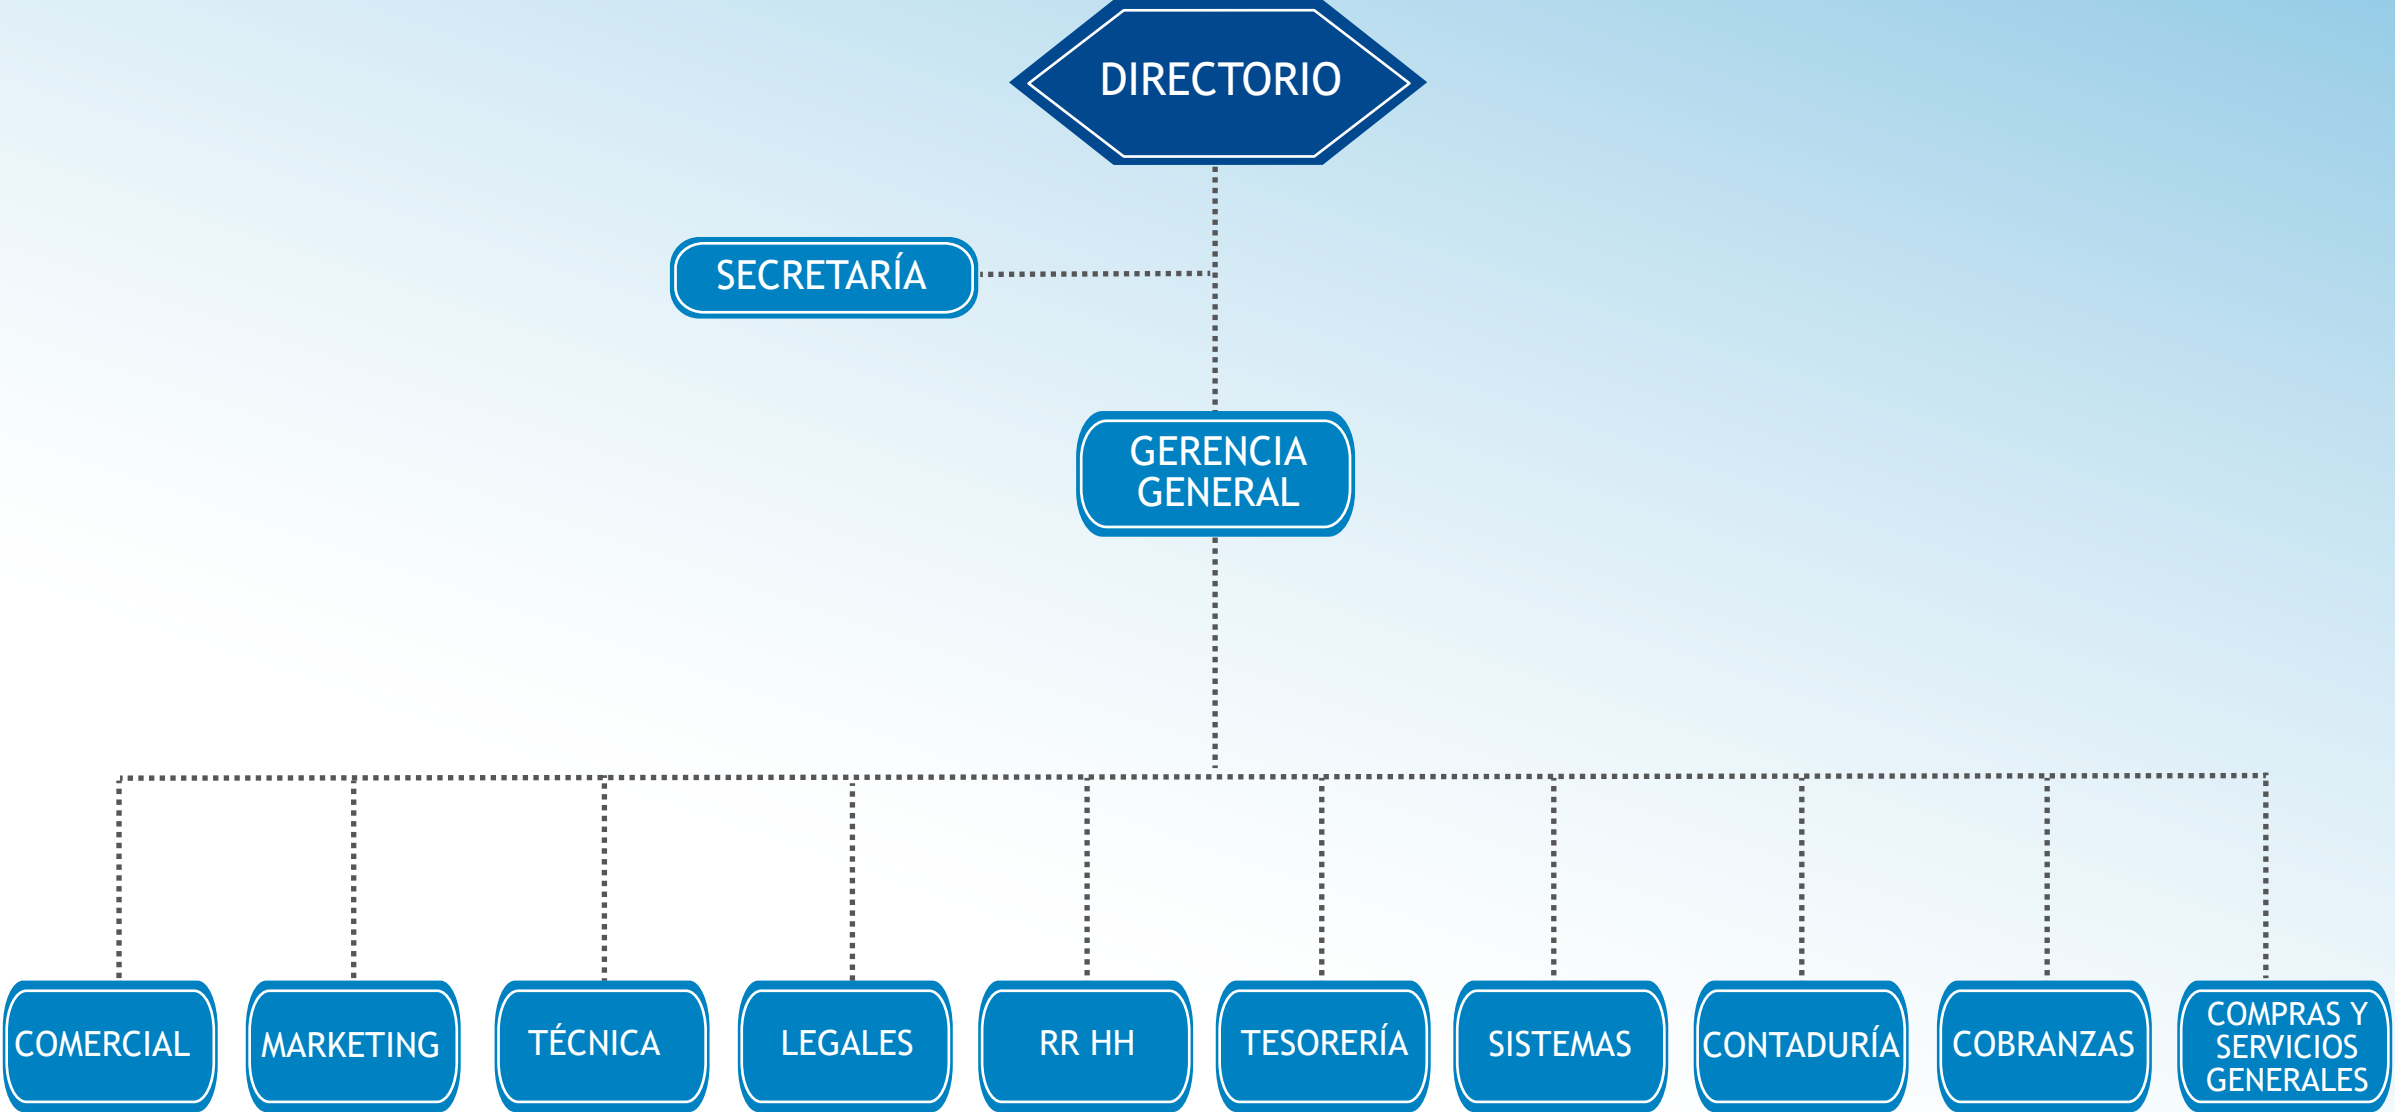 DIRECTORIO
SECRETARÍA
GERENCIA
GENERAL
COMERCIAL
MARKETING
TÉCNICA
LEGALES
RR HH
TESORERÍA
SISTEMAS
CONTADURÍA
COBRANZAS
COMPRAS Y
SERVICIOS
GENERALES